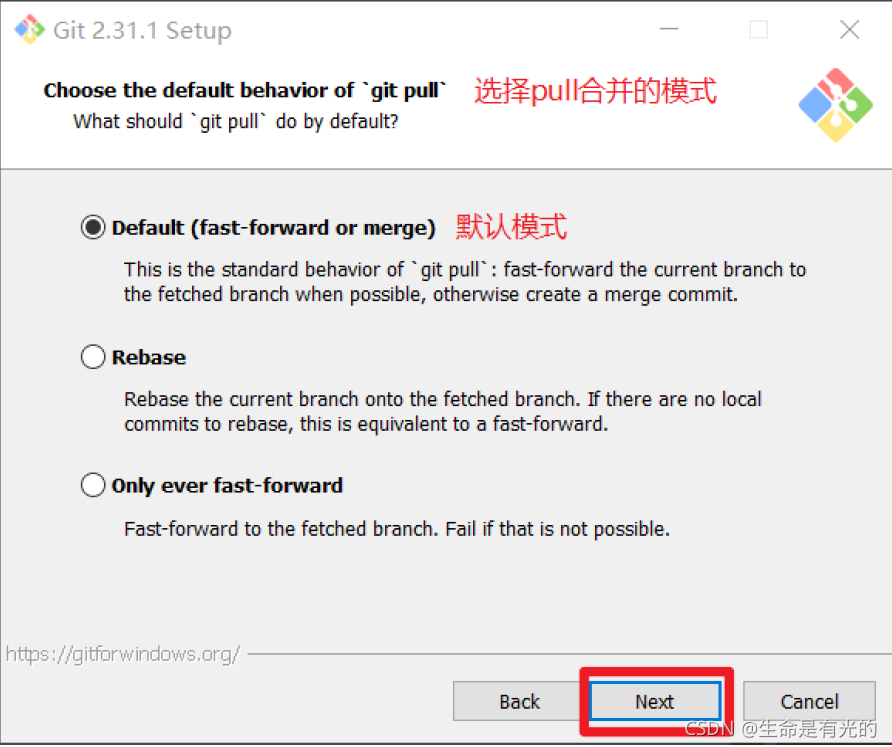 Git 2.31.1 Setup
Choose the default behavior of `git pull` 选择pull合并的模式
What should `git pull` do by default?
Default (fast-forward or merge) 默认模式
This is the standard behavior of `git pull`: fast-forward the current branch to
the fetched branch when possible, otherwise create a merge commit.
Rebase
Rebase the current branch onto the fetched branch. If there are no local
commits to rebase, this is equivalent to a fast-forward.
Only ever fast-forward
Fast-forward to the fetched branch. Fail if that is not possible.
https://gitforwindows.org/
Back Next Cancel
CSDN @生命是有光的